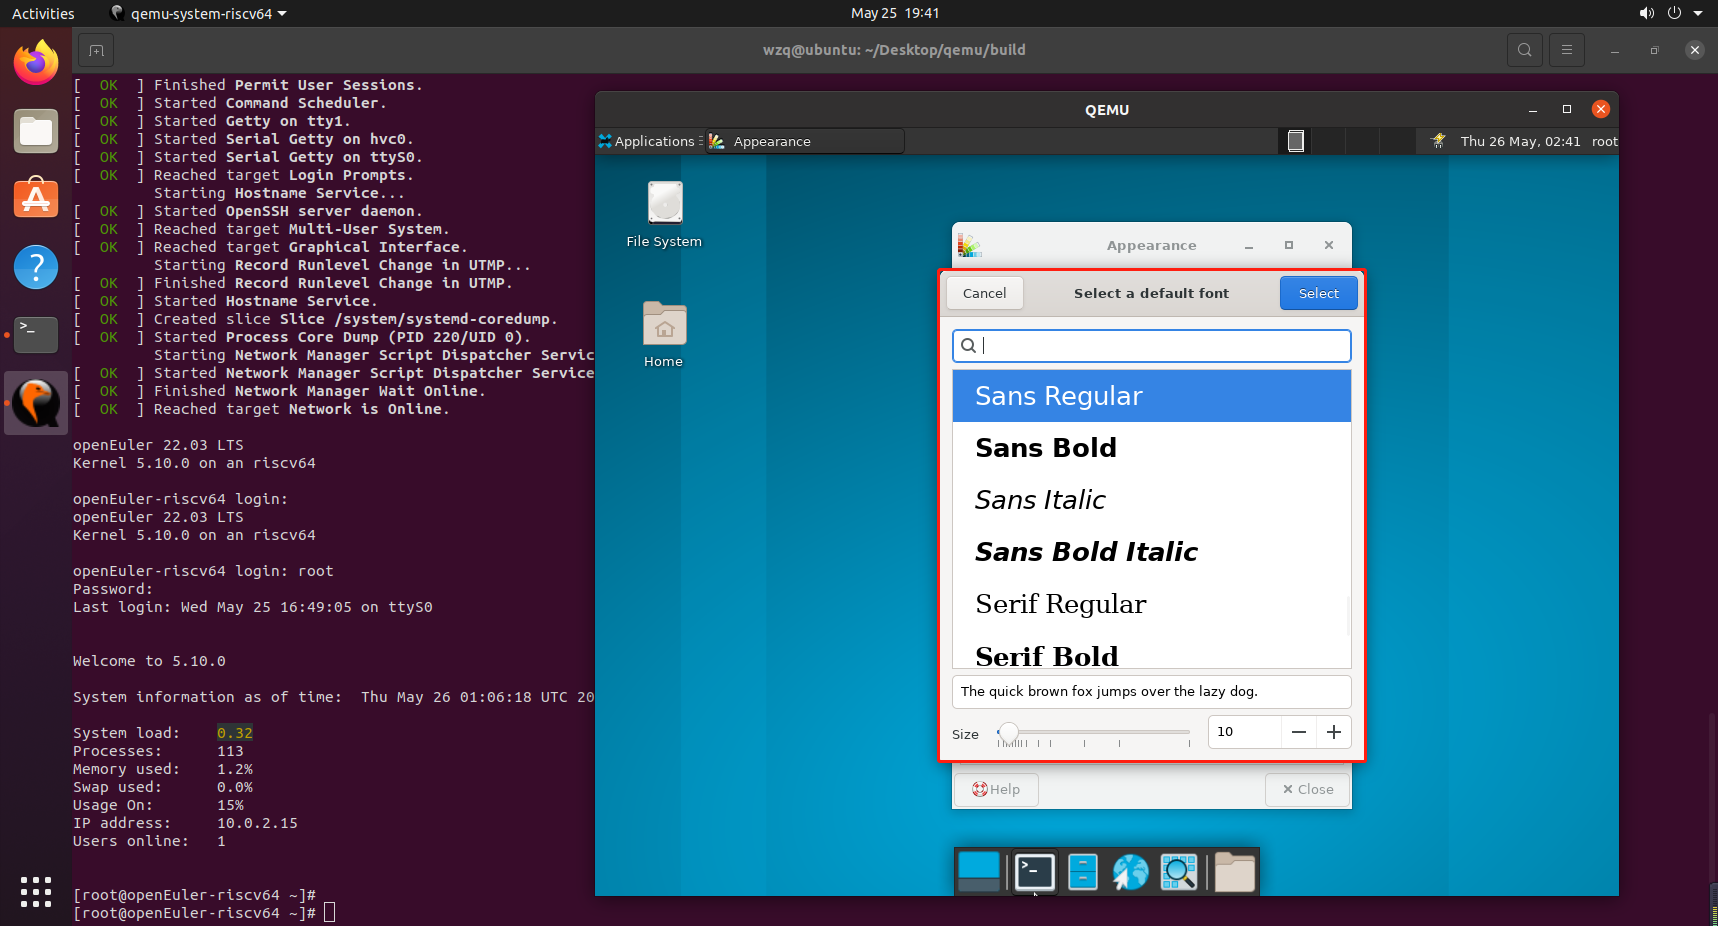 Activities
qemu-system-riscv64
May 25 19:41
wzq@ubuntu: ~/Desktop/qemu/build
[ OK ] Finished Permit User Sessions.
[ OK ] Started Command Scheduler.
[ OK ] Started Getty on tty1.
[ OK ] Started Serial Getty on hvc0.
[ OK ] Started Serial Getty on ttyS0.
[ OK ] Reached target Login Prompts.
Starting Hostname Service...
[ OK ] Started OpenSSH server daemon.
[ OK ] Reached target Multi-User System.
[ OK ] Reached target Graphical Interface.
Starting Record Runlevel Change in UTMP...
[ OK ] Finished Record Runlevel Change in UTMP.
[ OK ] Started Hostname Service.
[ OK ] Created slice Slice /system/systemd-coredump.
[ OK ] Started Process Core Dump (PID 220/UID 0).
Starting Network Manager Script Dispatcher Servic
[ OK ] Started Network Manager Script Dispatcher Service
[ OK ] Finished Network Manager Wait Online.
[ OK ] Reached target Network is Online.
openEuler 22.03 LTS
Kernel 5.10.0 on an riscv64
openEuler-riscv64 login:
openEuler 22.03 LTS
Kernel 5.10.0 on an riscv64
openEuler-riscv64 login: root
Password:
Last login: Wed May 25 16:49:05 on ttyS0
Welcome to 5.10.0
System information as of time: Thu May 26 01:06:18 UTC 20
System load: 0.32
Processes: 113
Memory used: 1.2%
Swap used: 0.0%
Usage On: 15%
IP address: 10.0.2.15
Users online: 1
[root@openEuler-riscv64 ~]#
[root@openEuler-riscv64 ~]#
QEMU
Applications
Appearance
Thu 26 May, 02:41
root
File System
Home
Appearance
Cancel
Select a default font
Select
Sans Regular
Sans Bold
Sans Italic
Sans Bold Italic
Serif Regular
Serif Bold
The quick brown fox jumps over the lazy dog.
Size
10
Help
Close